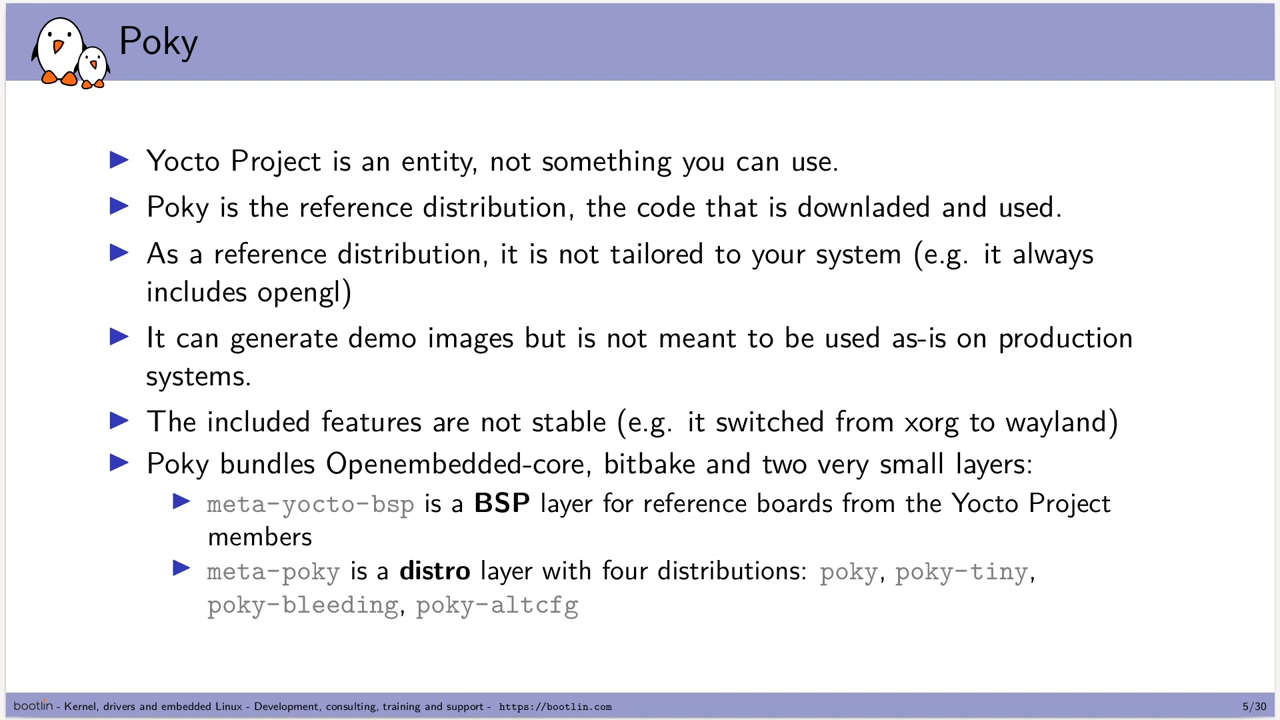 Poky
Yocto Project is an entity, not something you can use.
Poky is the reference distribution, the code that is downladed and used.
As a reference distribution, it is not tailored to your system (e.g. it always
includes opengl)
It can generate demo images but is not meant to be used as-is on production
systems.
The included features are not stable (e.g. it switched from xorg to wayland)
Poky bundles Openembedded-core, bitbake and two very small layers:
meta-yocto-bsp is a BSP layer for reference boards from the Yocto Project
members
meta-poky is a distro layer with four distributions: poky, poky-tiny,
poky-bleeding, poky-altcfg
bootlin - Kernel, drivers and embedded Linux - Development, consulting, training and support - https://bootlin.com
5/30